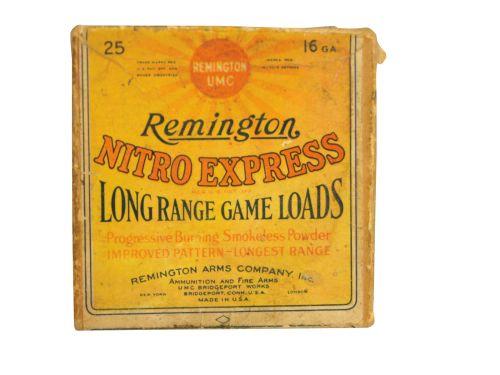 25
16 GA
REMINGTON
UMC
Remington
NITRO EXPRESS
LONG RANGE GAME LOADS
Progressive Burning Smokeless Powder
IMPROVED PATTERN-LONGEST RANGE
REMINGTON ARMS COMPANY, INC.
AMMUNITION AND FIRE ARMS
UMC BRIDGEPORT WORKS
NEW YORK BRIDGEPORT, CONN., U.S.A. LONDON
MADE IN U.S.A.